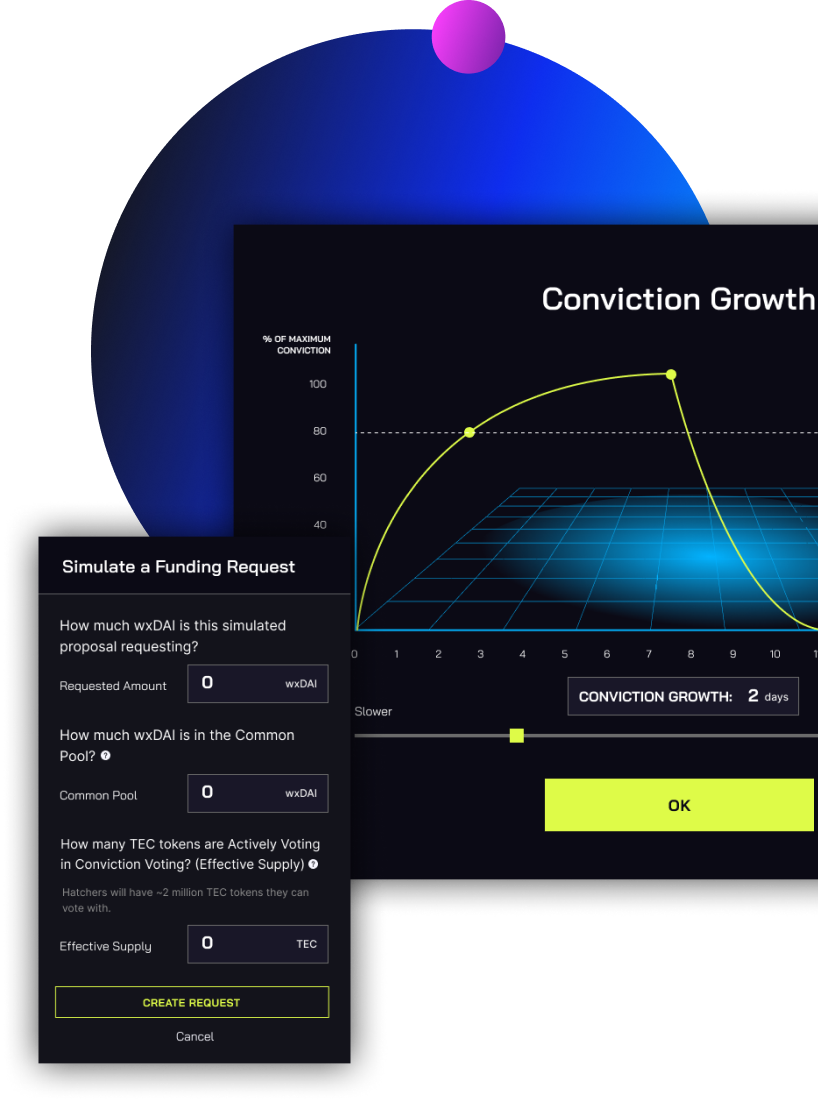 Conviction Growth
% OF MAXIMUM
CONVICTION
100
80
60
40
0 1 2 3 4 5 6 7 8 9 10
Slower
CONVICTION GROWTH: 2 days
OK
Simulate a Funding Request
How much wxDAI is this simulated
proposal requesting?
Requested Amount 0 wxDAI
How much wxDAI is in the Common
Pool? ?
Common Pool 0 wxDAI
How many TEC tokens are Actively Voting
in Conviction Voting? (Effective Supply) ?
Hatchers will have ~2 million TEC tokens they can
vote with.
Effective Supply 0 TEC
CREATE REQUEST
Cancel